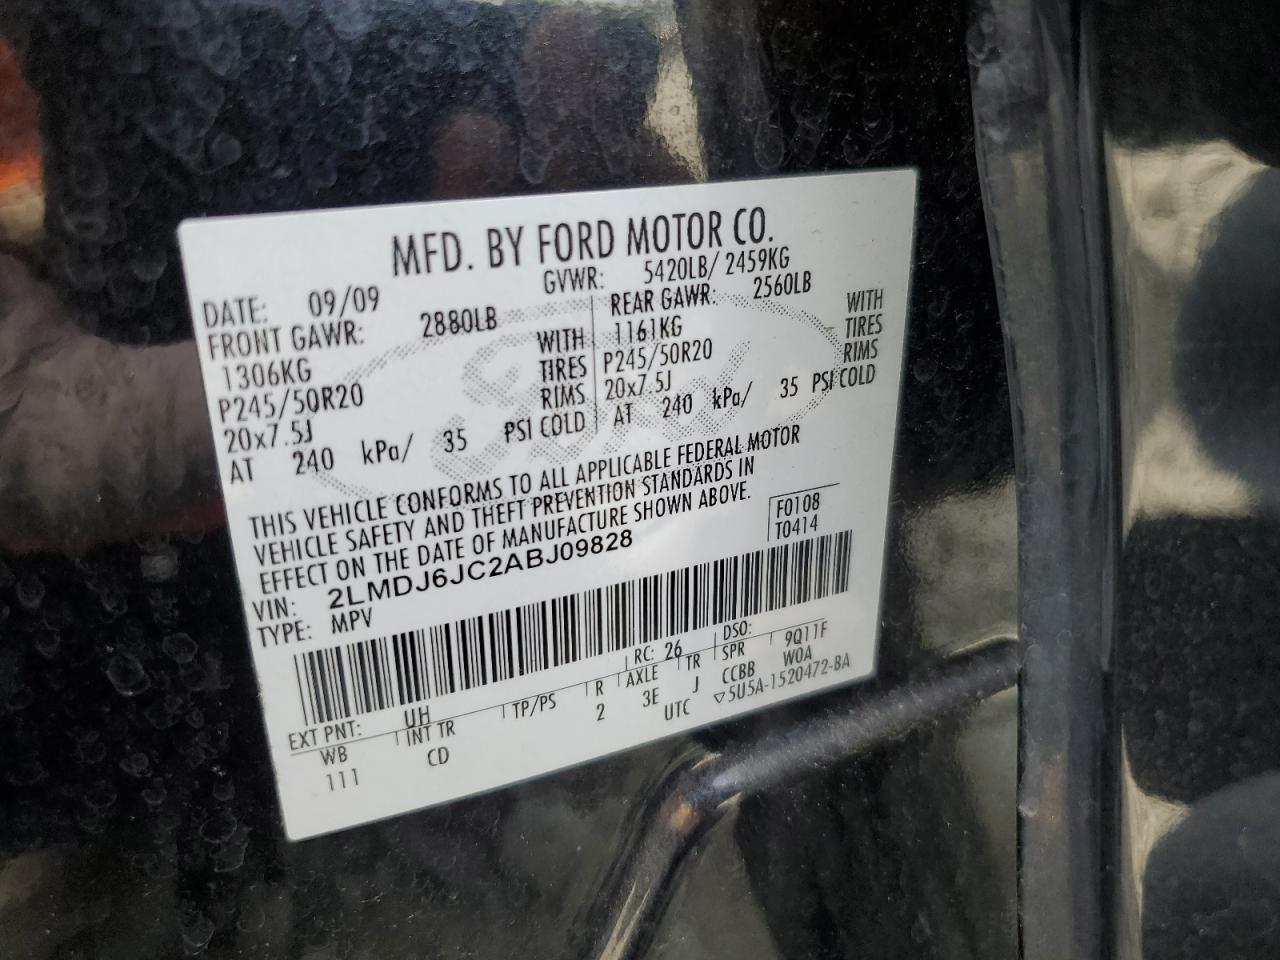 MFD. BY FORD MOTOR CO.
DATE: 09/09 GVWR: 5420LB/ 2459KG
FRONT GAWR: 2880LB REAR GAWR: 2560LB
1306KG WITH 1161KG WITH
P245/50R20 TIRES P245/50R20 TIRES
20x7.5J RIMS 20x7.5J RIMS
AT 240 kPa/ 35 PSI COLD AT 240 kPa/ 35 PSI COLD
THIS VEHICLE CONFORMS TO ALL APPLICABLE FEDERAL MOTOR
VEHICLE SAFETY AND THEFT PREVENTION STANDARDS IN
EFFECT ON THE DATE OF MANUFACTURE SHOWN ABOVE.
VIN: 2LMDJ6JC2ABJ09828 F0108
TYPE: MPV T0414
EXT PNT: UH RC: 26 DSO:
WB INT TR TP/PS R AXLE TR SPR 9Q11F
111 CD 2 3E J CCBB W0A
UTC ▽5U5A-1520472-BA
Ford